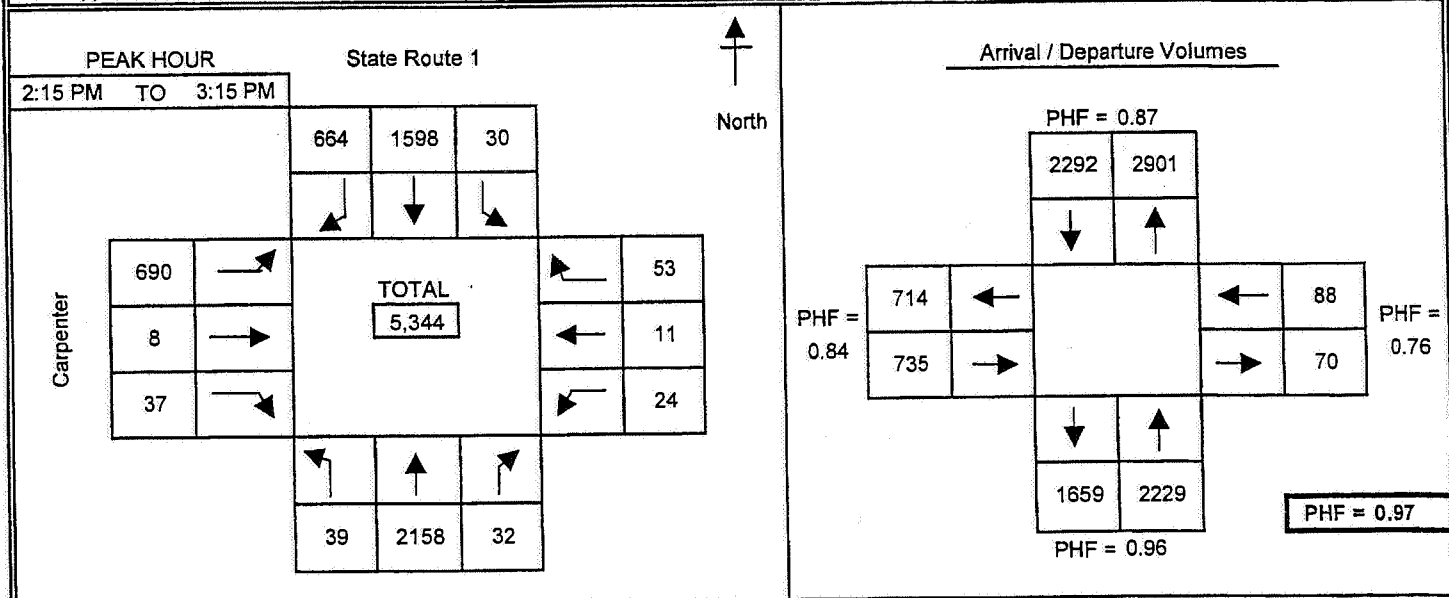 PEAK HOUR
2:15 PM TO 3:15 PM
State Route 1
North
664 1598 30
690
8
37
Carpenter
TOTAL
5,344
53
11
24
39 2158 32
Arrival / Departure Volumes
PHF = 0.87
2292 2901
PHF =
0.84
714
735
88
70
PHF =
0.76
1659 2229
PHF = 0.96
PHF = 0.97